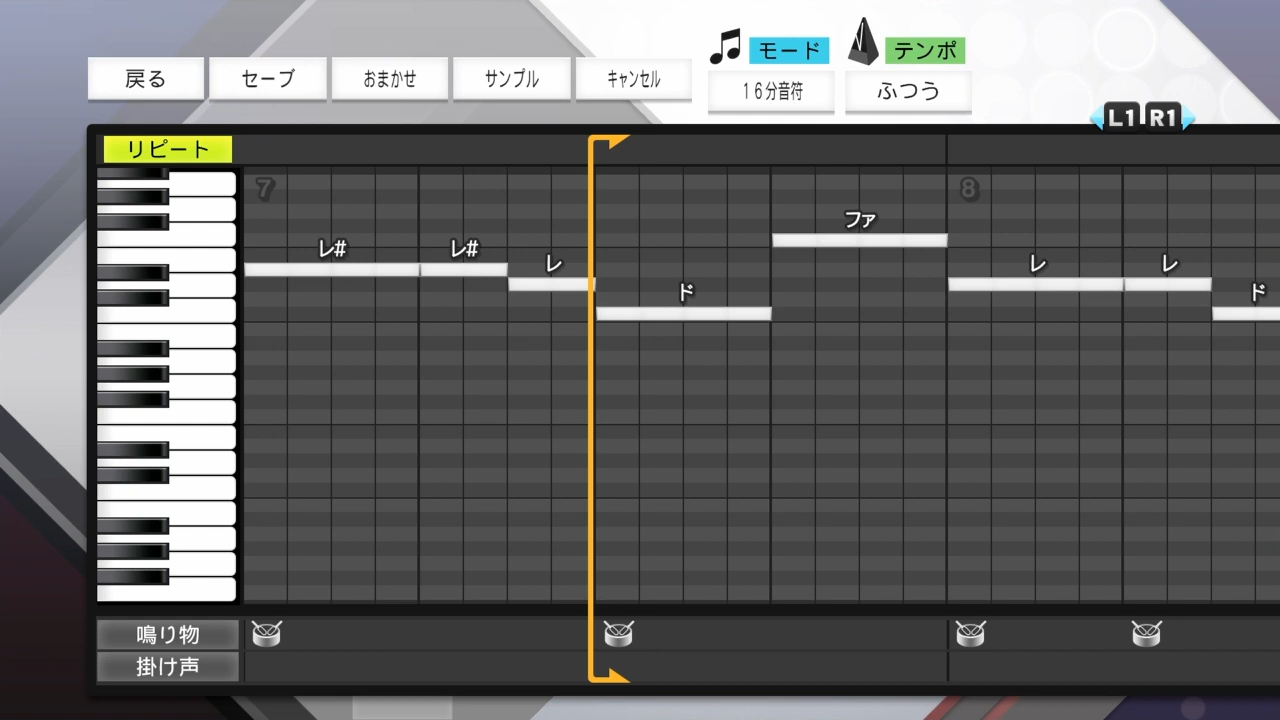 モード テンポ
戻る セーブ おまかせ サンプル キャンセル 16分音符 ふつう
L1 R1
リピート
7 8
ファ
レ# レ#
レ レ レ
ド ド
鳴り物
掛け声